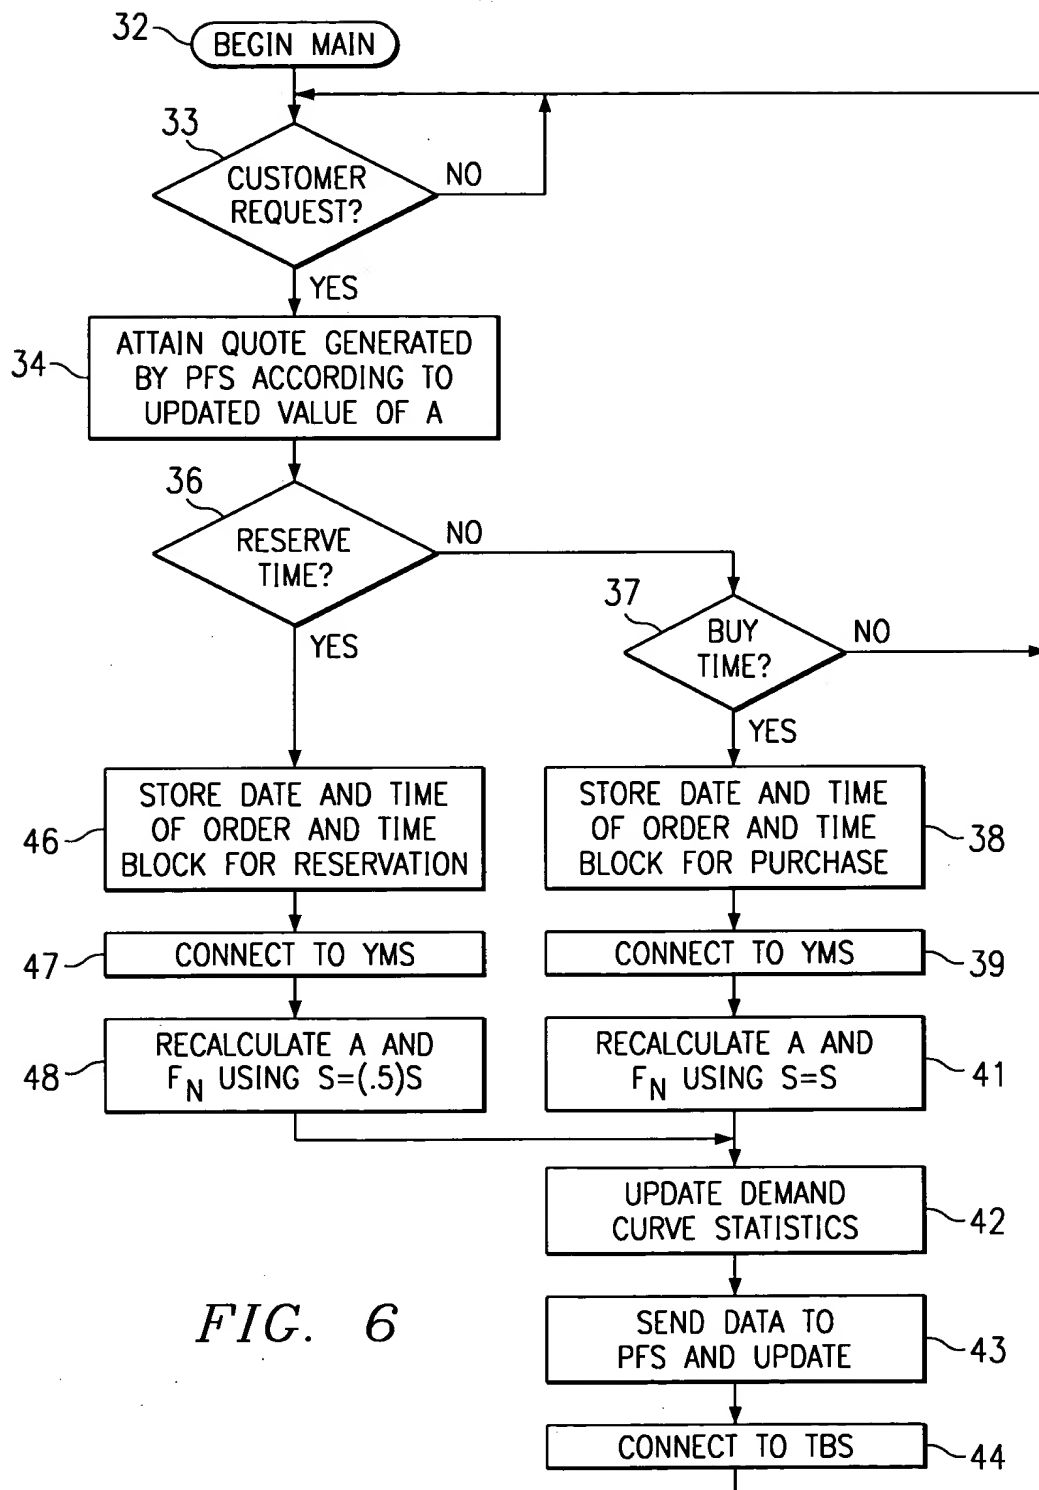 32
BEGIN MAIN
33
CUSTOMER
REQUEST?
NO
YES
34
ATTAIN QUOTE GENERATED
BY PFS ACCORDING TO
UPDATED VALUE OF A
36
RESERVE
TIME?
NO
YES
37
BUY
TIME?
NO
YES
46
STORE DATE AND TIME
OF ORDER AND TIME
BLOCK FOR RESERVATION
STORE DATE AND TIME
OF ORDER AND TIME
BLOCK FOR PURCHASE
38
47
CONNECT TO YMS
CONNECT TO YMS
39
48
RECALCULATE A AND
F_N USING S=(.5)S
RECALCULATE A AND
F_N USING S=S
41
UPDATE DEMAND
CURVE STATISTICS
42
SEND DATA TO
PFS AND UPDATE
43
CONNECT TO TBS
44
FIG. 6